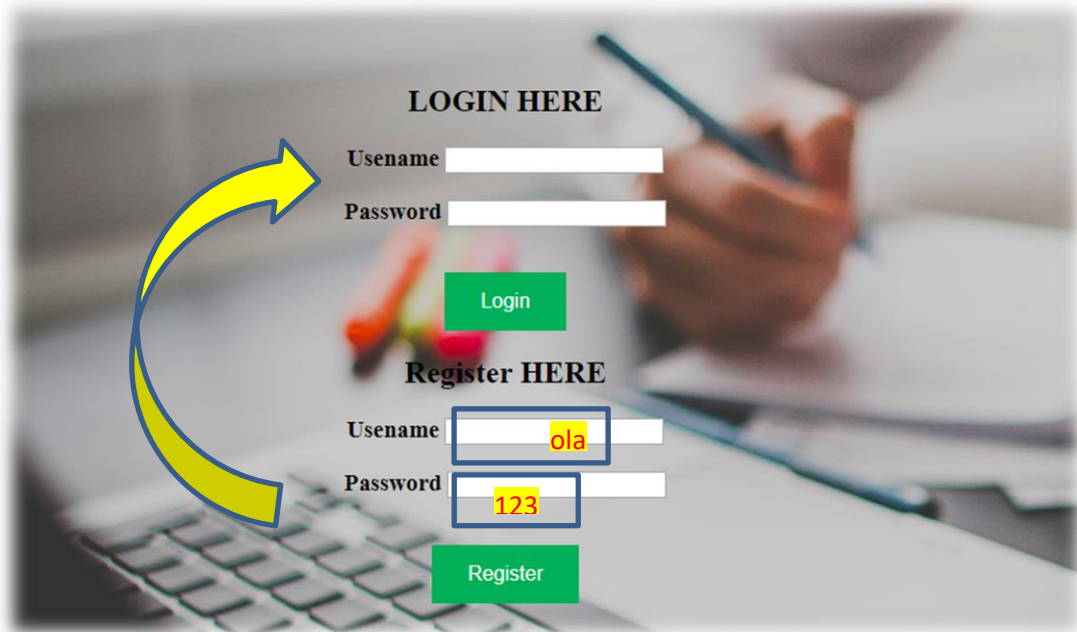 LOGIN HERE
Usename
Password
Login
Register HERE
Usename ola
Password 123
Register